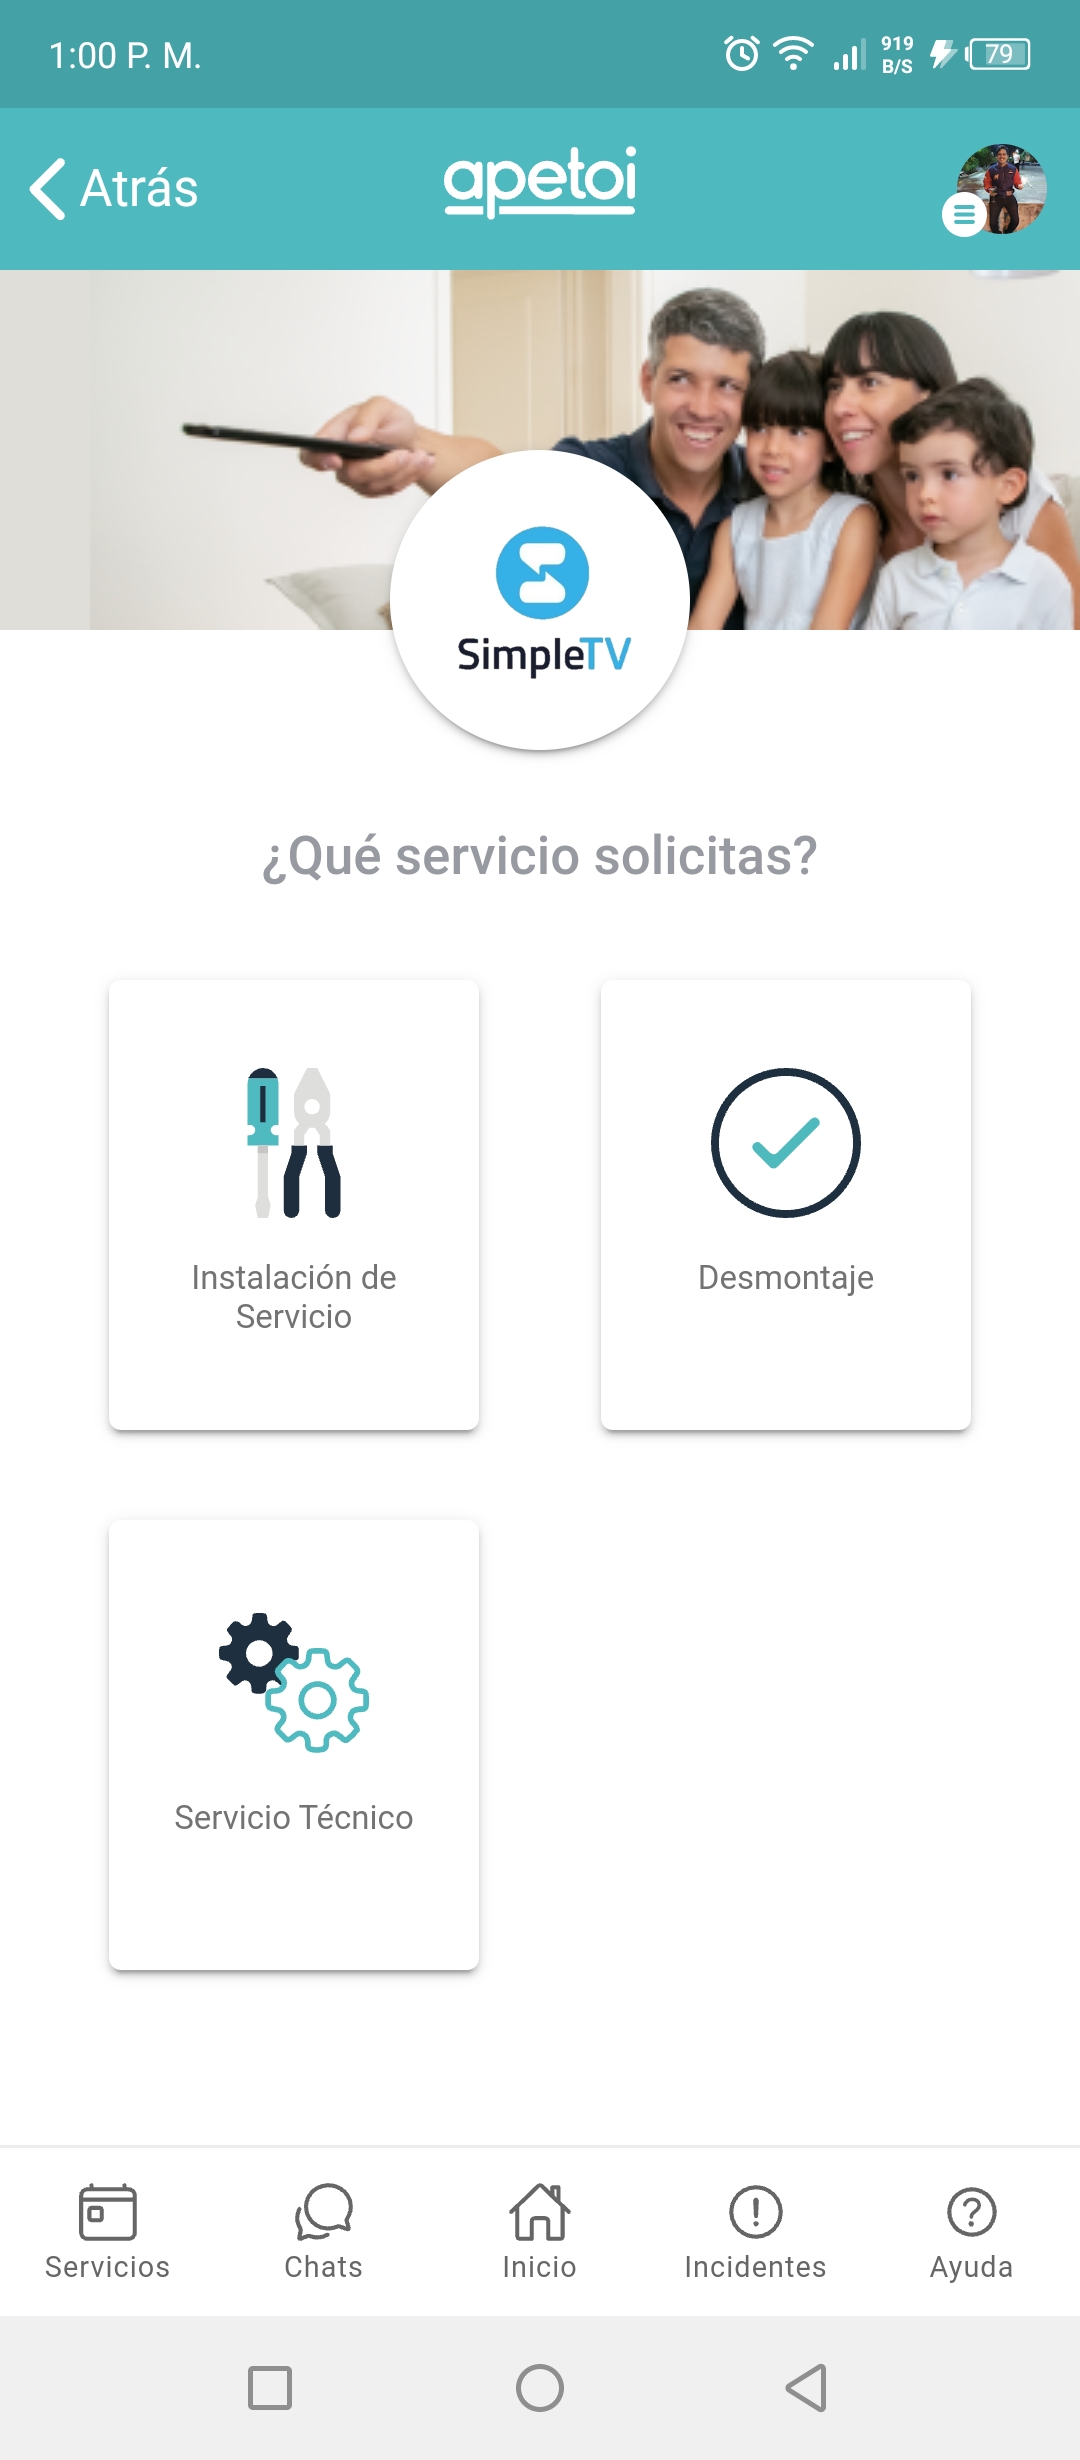 1:00 P. M.
919
B/S
79
Atrás
apetoi
SimpleTV
¿Qué servicio solicitas?
Instalación de
Servicio
Desmontaje
Servicio Técnico
Servicios
Chats
Inicio
Incidentes
Ayuda